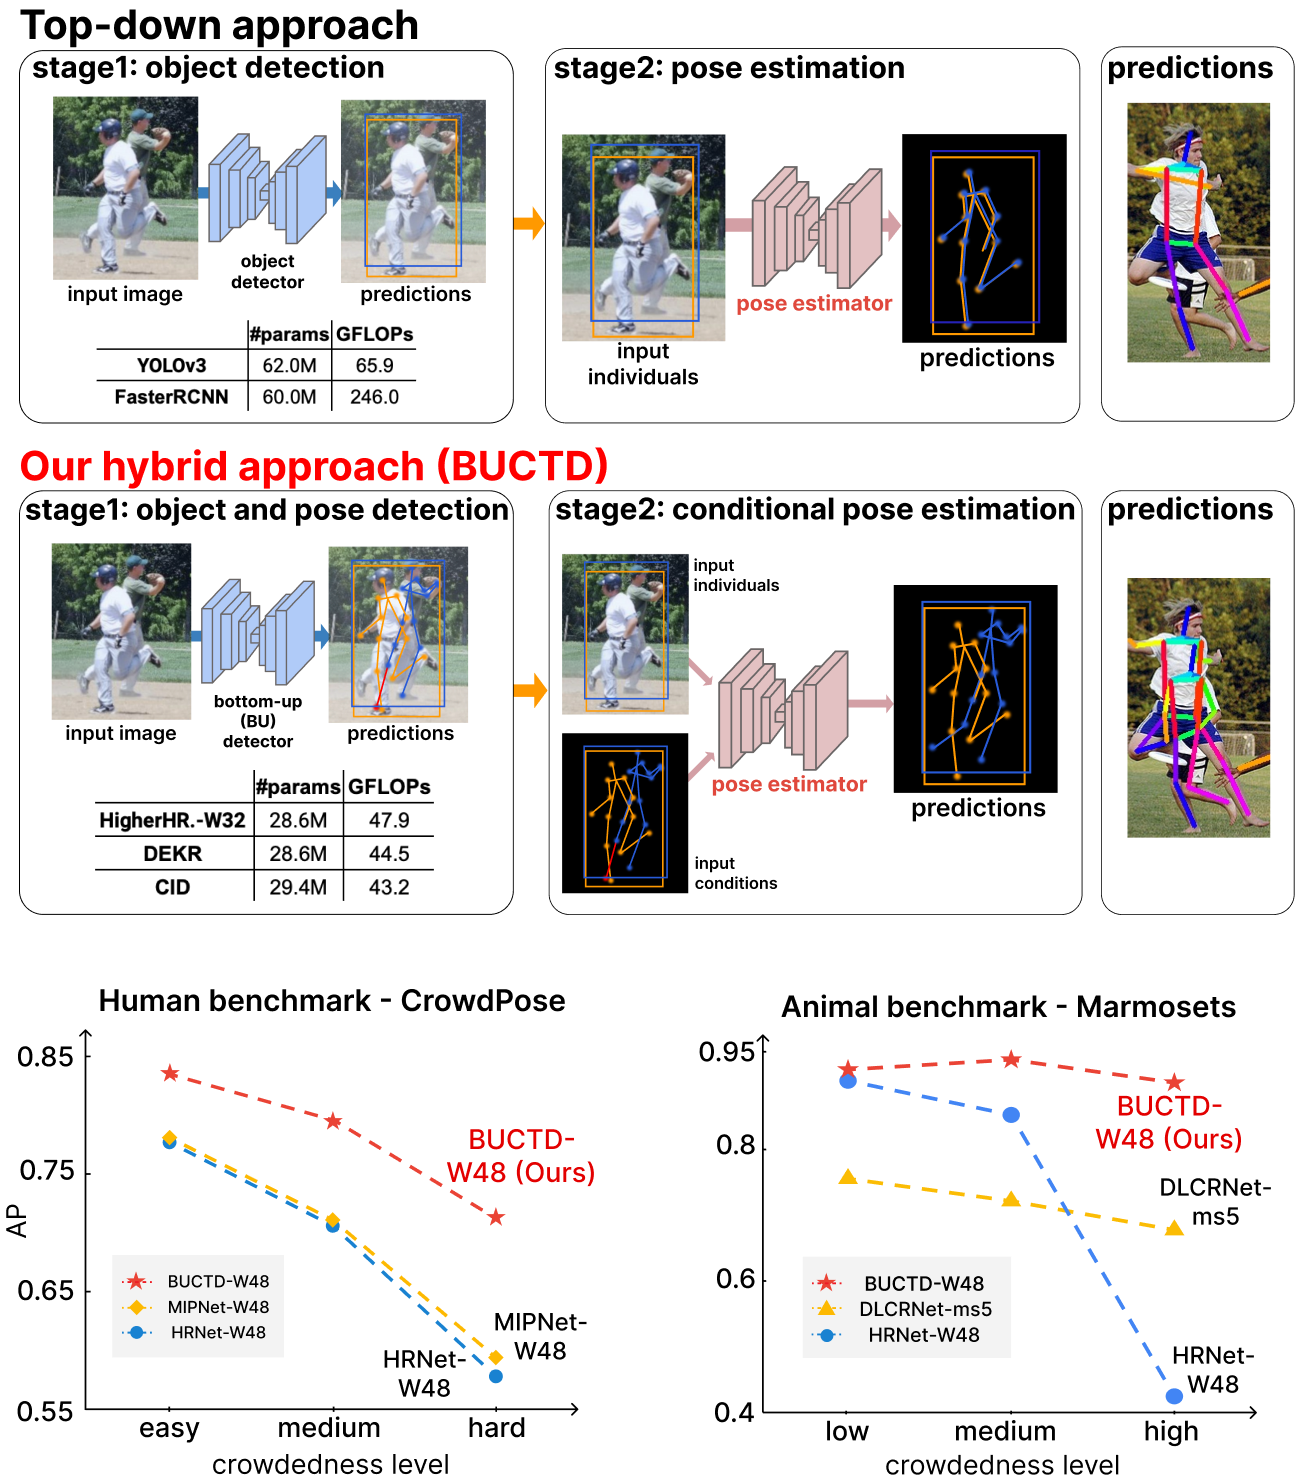 Top-down approach
stage1: object detection
input image
object
detector
predictions
#params GFLOPs
YOLOv3 62.0M 65.9
FasterRCNN 60.0M 246.0
stage2: pose estimation
input
individuals
pose estimator
predictions
predictions
Our hybrid approach (BUCTD)
stage1: object and pose detection
input image
bottom-up
(BU)
detector
predictions
#params GFLOPs
HigherHR.-W32 28.6M 47.9
DEKR 28.6M 44.5
CID 29.4M 43.2
stage2: conditional pose estimation
input
individuals
input
conditions
pose estimator
predictions
predictions
Human benchmark - CrowdPose
AP
0.85
0.75
0.65
0.55
BUCTD-
W48 (Ours)
MIPNet-
W48
HRNet-
W48
BUCTD-W48
MIPNet-W48
HRNet-W48
easy medium hard
crowdedness level
Animal benchmark - Marmosets
0.95
0.8
0.6
0.4
BUCTD-
W48 (Ours)
DLCRNet-
ms5
HRNet-
W48
BUCTD-W48
DLCRNet-ms5
HRNet-W48
low medium high
crowdedness level